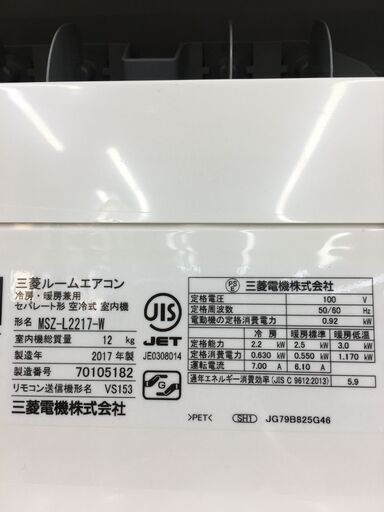 三菱ルームエアコン
冷房・暖房兼用
セパレート形 空冷式 室内機
形名 MSZ-L2217-W
室内機総質量 12 kg
製造年 2017年
製造番号 70105182
リモコン送信機形名 VS153
三菱電機株式会社
JIS
JET
JE0308014
G
PS E 三菱電機株式会社
定格電圧 100 V
定格周波数 50/60 Hz
電動機の定格消費電力 0.92 kW
冷 房 暖房標準 暖房低温
定格能力 2.2 kW 2.5 kW 3.0 kW
定格消費電力 0.630 kW 0.550 kW 1.170 kW
運転電流 7.00 A 6.10 A
通年エネルギー消費効率(JIS C 9612:2013) 5.9
>PET< SH1 JG79B825G46